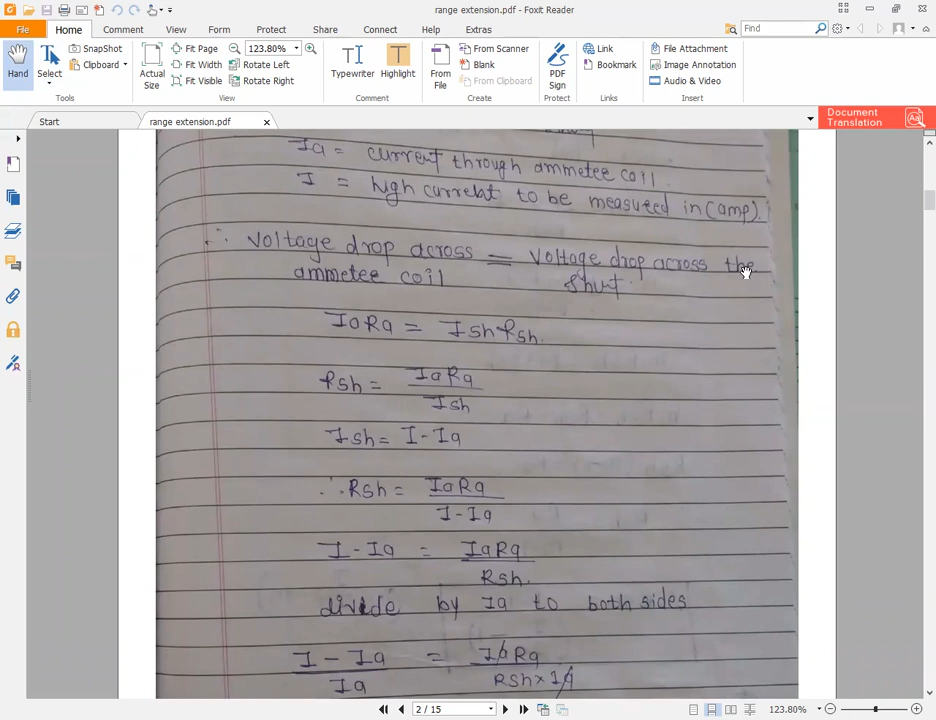 range extension.pdf - Foxit Reader
File Home Comment View Form Protect Share Connect Help Extras Find
Hand Select SnapShot Clipboard Actual Size Fit Page Fit Width Fit Visible 123.80% Rotate Left Rotate Right Typewriter Highlight From File From Scanner Blank From Clipboard PDF Sign Link Bookmark File Attachment Image Annotation Audio & Video
Tools View Comment Create Protect Links Insert
Start range extension.pdf Document Translation
Ia = current through ammetee coil.
I = high current to be measured in (amp).
∴ voltage drop across = voltage drop across the
ammetee coil shut
IaRa = Ish Rsh.
Rsh = IaRa
Ish
Ish = I - Ia
∴ Rsh = IaRa
I - Ia
I - Ia = IaRa
Rsh.
divide by Ia to both sides
I - Ia = IaRa
Ia Rsh × Ia
2 / 15 123.80%